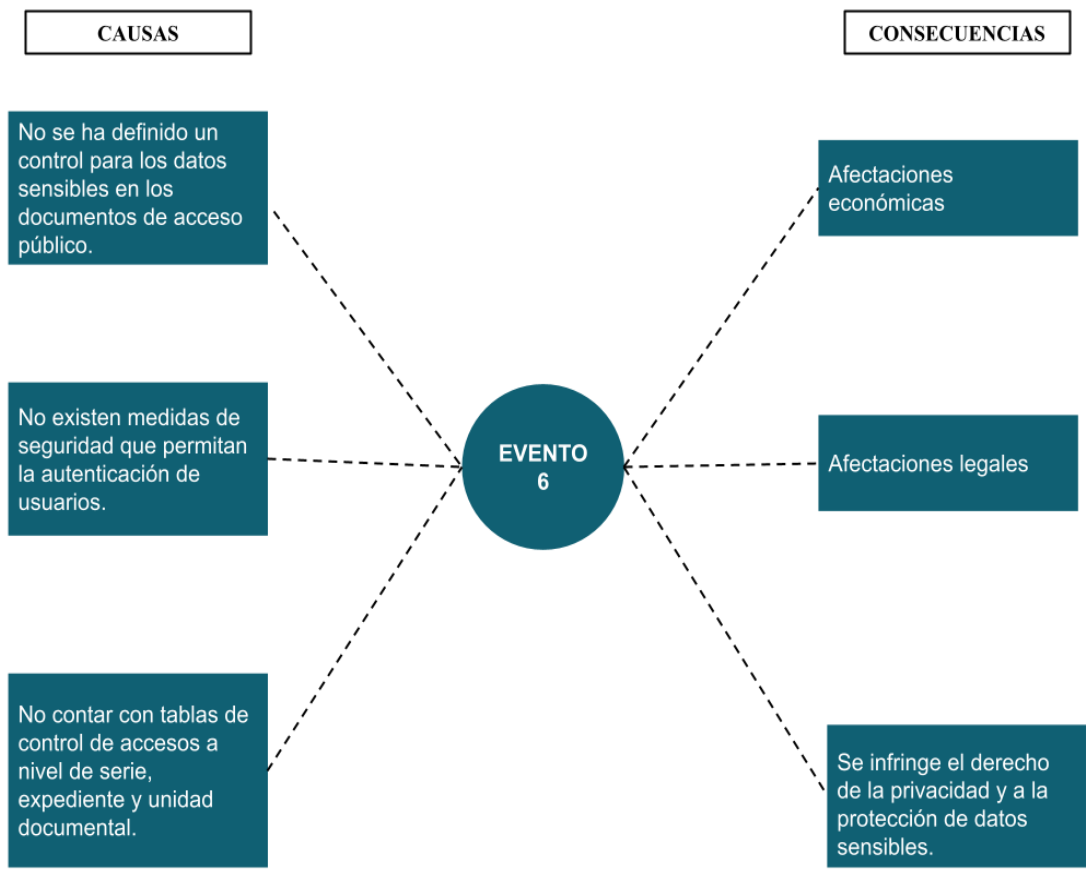 CAUSAS
CONSECUENCIAS
No se ha definido un
control para los datos
sensibles en los
documentos de acceso
público.
No existen medidas de
seguridad que permitan
la autenticación de
usuarios.
No contar con tablas de
control de accesos a
nivel de serie,
expediente y unidad
documental.
EVENTO
6
Afectaciones
económicas
Afectaciones legales
Se infringe el derecho
de la privacidad y a la
protección de datos
sensibles.